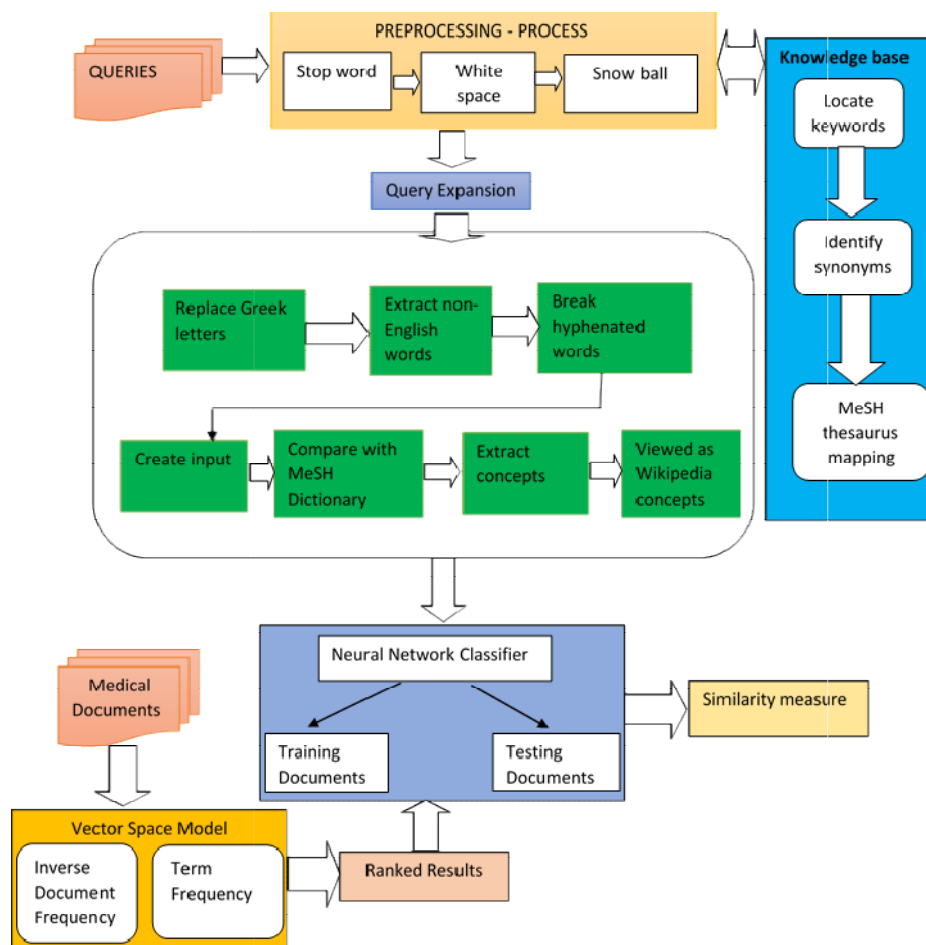 PREPROCESSING - PROCESS
QUERIES
Stop word
White
space
Snow ball
Knowledge base
Locate
keywords
Identify
synonyms
MeSH
thesaurus
mapping
Query Expansion
Replace Greek
letters
Extract non-
English
words
Break
hyphenated
words
Create input
Compare with
MeSH
Dictionary
Extract
concepts
Viewed as
Wikipedia
concepts
Neural Network Classifier
Training
Documents
Testing
Documents
Similarity measure
Medical
Documents
Vector Space Model
Inverse
Document
Frequency
Term
Frequency
Ranked Results